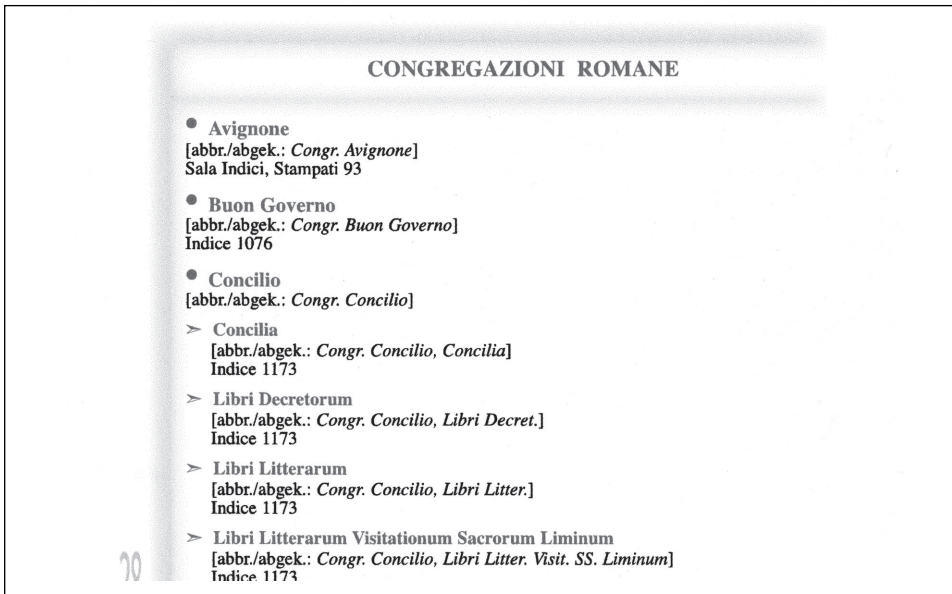 CONGREGAZIONI ROMANE
• Avignone
[abbr./abgek.: Congr. Avignone]
Sala Indici, Stampati 93
• Buon Governo
[abbr./abgek.: Congr. Buon Governo]
Indice 1076
• Concilio
[abbr./abgek.: Congr. Concilio]
➢ Concilia
[abbr./abgek.: Congr. Concilio, Concilia]
Indice 1173
➢ Libri Decretorum
[abbr./abgek.: Congr. Concilio, Libri Decret.]
Indice 1173
➢ Libri Litterarum
[abbr./abgek.: Congr. Concilio, Libri Litter.]
Indice 1173
➢ Libri Litterarum Visitationum Sacrorum Liminum
[abbr./abgek.: Congr. Concilio, Libri Litter. Visit. SS. Liminum]
Indice 1173